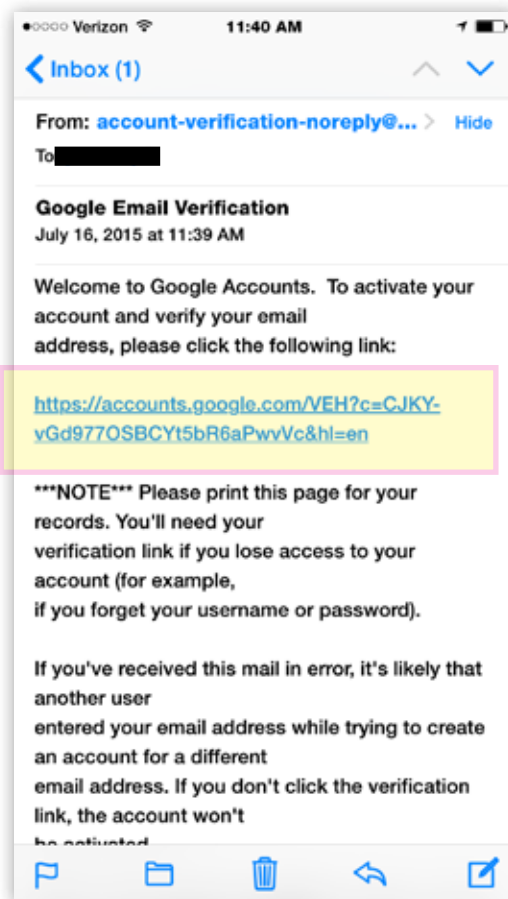 Verizon 11:40 AM
Inbox (1)
From: account-verification-noreply@... Hide
To
Google Email Verification
July 16, 2015 at 11:39 AM
Welcome to Google Accounts. To activate your
account and verify your email
address, please click the following link:
https://accounts.google.com/VEH?c=CJKY-
vGd977OSBCYt5bR6aPwvVc&hl=en
***NOTE*** Please print this page for your
records. You'll need your
verification link if you lose access to your
account (for example,
if you forget your username or password).
If you've received this mail in error, it's likely that
another user
entered your email address while trying to create
an account for a different
email address. If you don't click the verification
link, the account won't
be activated